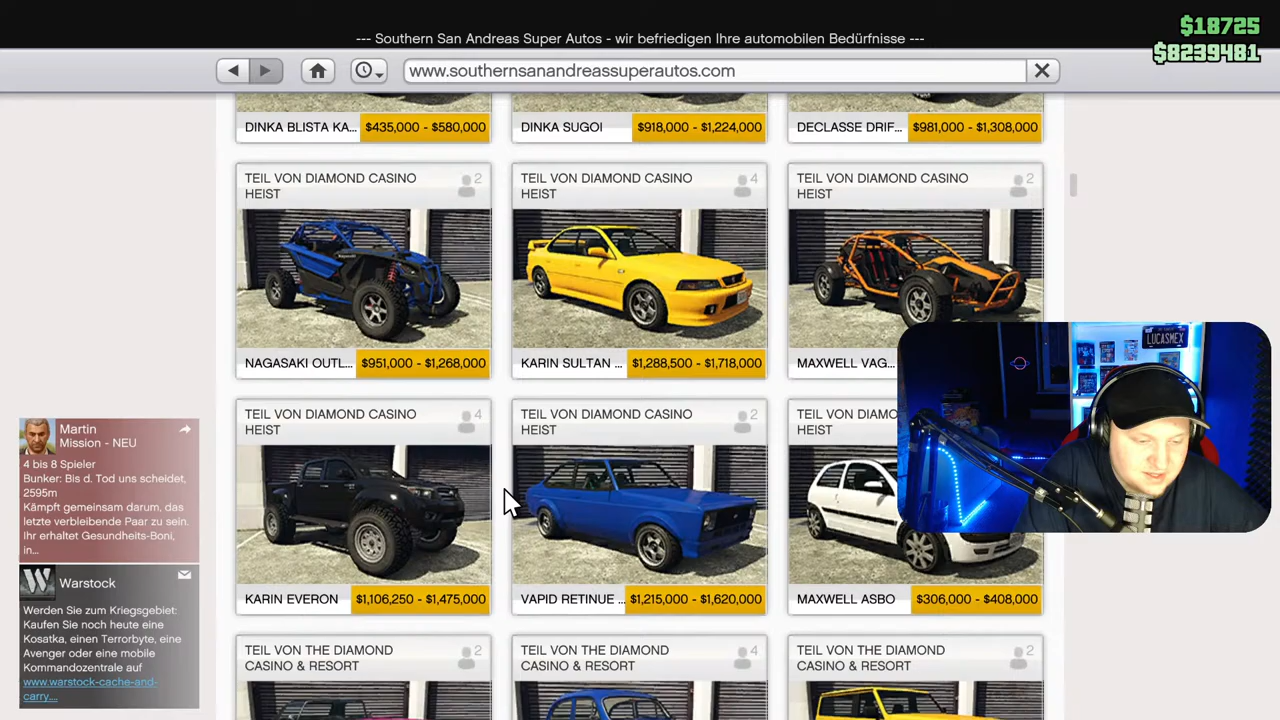 --- Southern San Andreas Super Autos - wir befriedigen Ihre automobilen Bedürfnisse ---
$18725
$8239481
www.southernsanandreassuperautos.com
DINKA BLISTA KA... $435,000 - $580,000
DINKA SUGOI $918,000 - $1,224,000
DECLASSE DRIF... $981,000 - $1,308,000
TEIL VON DIAMOND CASINO
HEIST
2
TEIL VON DIAMOND CASINO
HEIST
4
TEIL VON DIAMOND CASINO
HEIST
2
NAGASAKI OUTL... $951,000 - $1,268,000
KARIN SULTAN ... $1,288,500 - $1,718,000
MAXWELL VAG...
LUCASMEX
TEIL VON DIAMOND CASINO
HEIST
4
TEIL VON DIAMOND CASINO
HEIST
2
TEIL VON DIAMO
HEIST
KARIN EVERON $1,106,250 - $1,475,000
VAPID RETINUE ... $1,215,000 - $1,620,000
MAXWELL ASBO $306,000 - $408,000
TEIL VON THE DIAMOND
CASINO & RESORT
2
TEIL VON THE DIAMOND
CASINO & RESORT
4
TEIL VON THE DIAMOND
CASINO & RESORT
2
Martin
Mission - NEU
4 bis 8 Spieler
Bunker: Bis d. Tod uns scheidet,
2595m
Kämpft gemeinsam darum, das
letzte verbleibende Paar zu sein.
Ihr erhaltet Gesundheits-Boni,
in...
W
Warstock
Werden Sie zum Kriegsgebiet:
Kaufen Sie noch heute eine
Kosatka, einen Terrorbyte, eine
Avenger oder eine mobile
Kommandozentrale auf
www.warstock-cache-and-
carry....